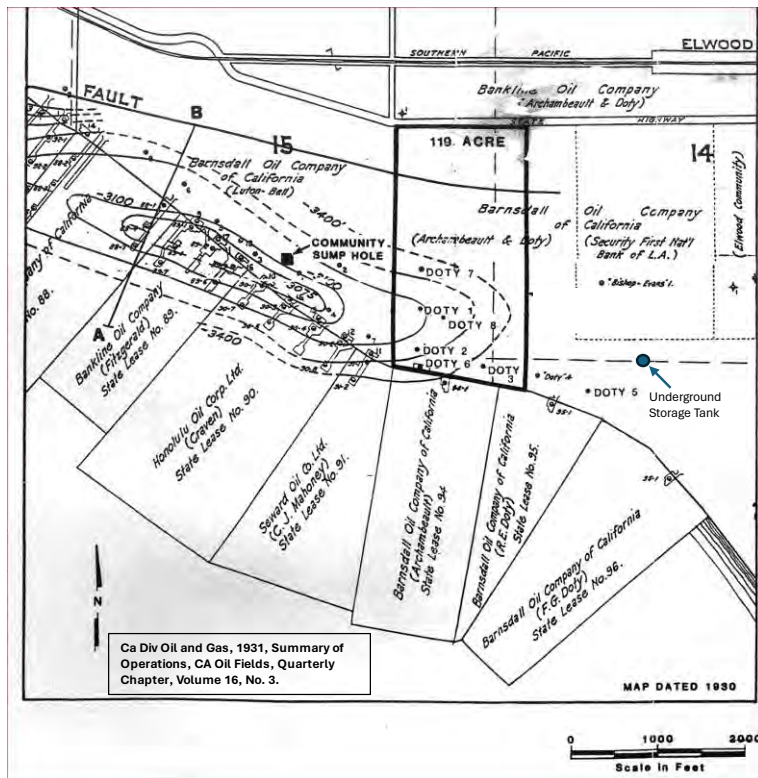 SOUTHERN PACIFIC
ELWOOD
Bankline Oil Company
Archambeault & Doty)
STATE HIGHWAY
FAULT
B
15
119 ACRE
14
Barnsdall Oil Company
of California
(Luton-Bell)
-3100
-3400
Barnsdall Oil Company
of California
(Archambeault & Doty)
(Security First Nat'l
Bank of L.A.)
(Elwood Community)
COMMUNITY
SUMP HOLE
-3075
DOTY 7
"Bishop-Evans"1.
DOTY 1
DOTY 8
-3400
A
DOTY 2
DOTY 6
DOTY
3
"Doty"4
DOTY 5
Underground
Storage Tank
No. 88.
Bankline Oil Company
(Fitzgerald)
State Lease No. 89.
Honolulu Oil Corp. Ltd.
(Craven)
State Lease No. 90.
Seward Oil Co. Ltd.
(C. J. Mahoney)
State Lease No. 91.
Barnsdall Oil Company of California
(Archambeault)
State Lease No. 94
Barnsdall Oil Company of California
(R.E. Doty)
State Lease No. 95.
Barnsdall Oil Company of California
(F.G. Doty)
State Lease No. 96.
N
Ca Div Oil and Gas, 1931, Summary of
Operations, CA Oil Fields, Quarterly
Chapter, Volume 16, No. 3.
MAP DATED 1930
0 1000 2000
Scale in Feet